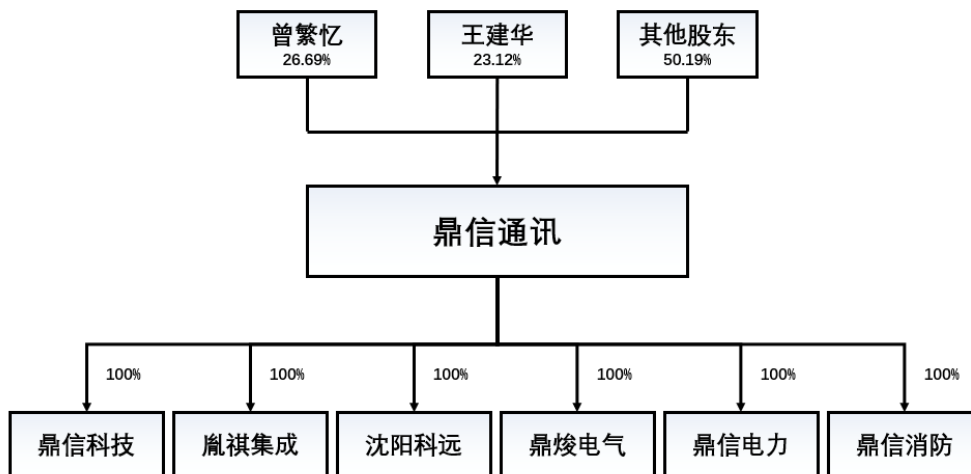 曾繁忆
26.69%
王建华
23.12%
其他股东
50.19%
鼎信通讯
100%
100%
100%
100%
100%
100%
鼎信科技
胤祺集成
沈阳科远
鼎焌电气
鼎信电力
鼎信消防